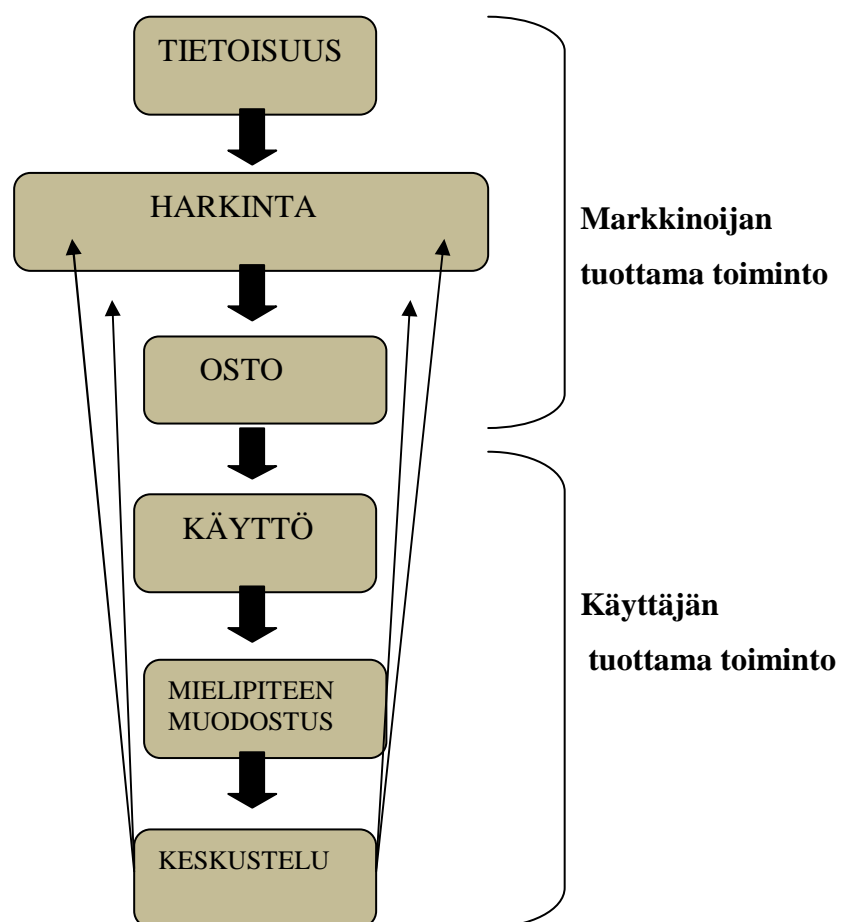 TIETOISUUS
HARKINTA
Markkinoijan
tuottama toiminto
OSTO
KÄYTTÖ
Käyttäjän
tuottama toiminto
MIELIPITEEN
MUODOSTUS
KESKUSTELU